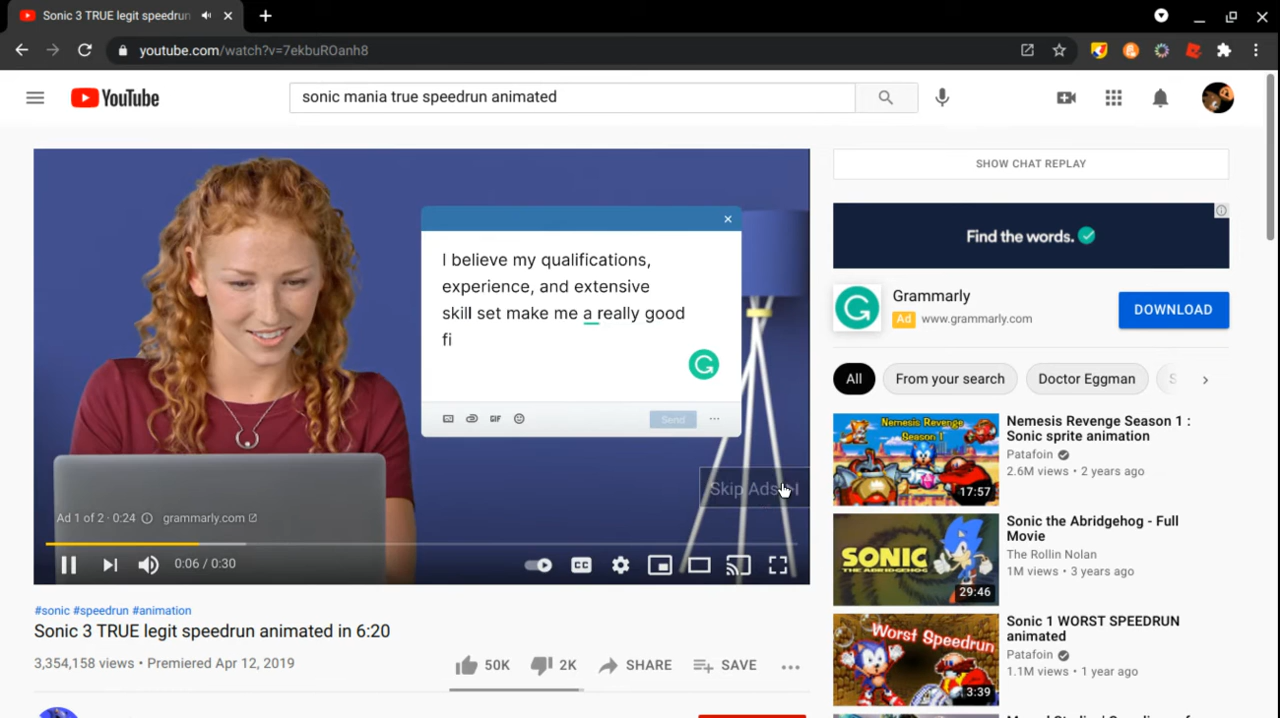 Sonic 3 TRUE legit speedrun
youtube.com/watch?v=7ekbuROanh8
YouTube
sonic mania true speedrun animated
I believe my qualifications,
experience, and extensive
skill set make me a really good
fi
Send
Skip Ads
Ad 1 of 2 · 0:24 grammarly.com
0:06 / 0:30
#sonic #speedrun #animation
Sonic 3 TRUE legit speedrun animated in 6:20
3,354,158 views • Premiered Apr 12, 2019
50K 2K SHARE SAVE
SHOW CHAT REPLAY
Find the words.
Grammarly
Ad www.grammarly.com
DOWNLOAD
All From your search Doctor Eggman
Nemesis Revenge
Season 1
17:57
Nemesis Revenge Season 1 :
Sonic sprite animation
Patafoin
2.6M views • 2 years ago
SONIC
THE ABRIDGEHOG
29:46
Sonic the Abridgehog - Full
Movie
The Rollin Nolan
1M views • 3 years ago
Worst Speedrun
3:39
Sonic 1 WORST SPEEDRUN
animated
Patafoin
1.1M views • 1 year ago